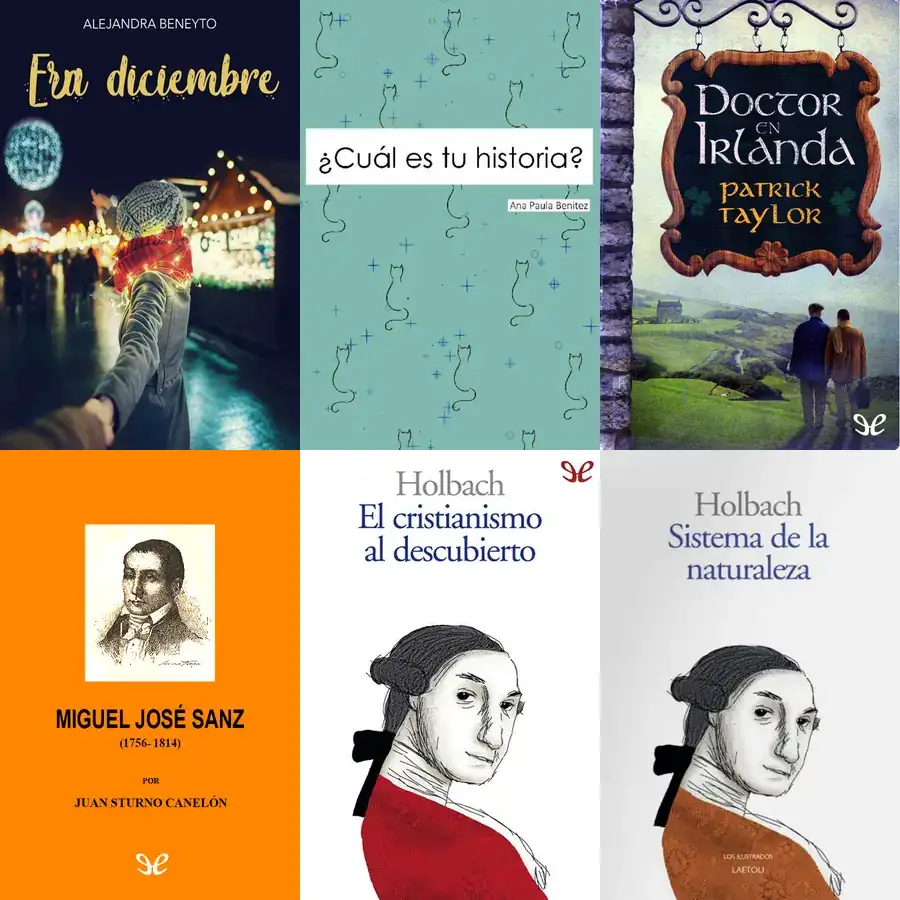 ALEJANDRA BENEYTO
Era diciembre
¿Cuál es tu historia?
Ana Paula Benitez
DOCTOR
EN
IRLANDA
PATRICK
TAYLOR
MIGUEL JOSÉ SANZ
(1756- 1814)
POR
JUAN STURNO CANELÓN
Holbach
El cristianismo
al descubierto
Holbach
Sistema de la
naturaleza
LOS ILUSTRADOS
LAETOLI